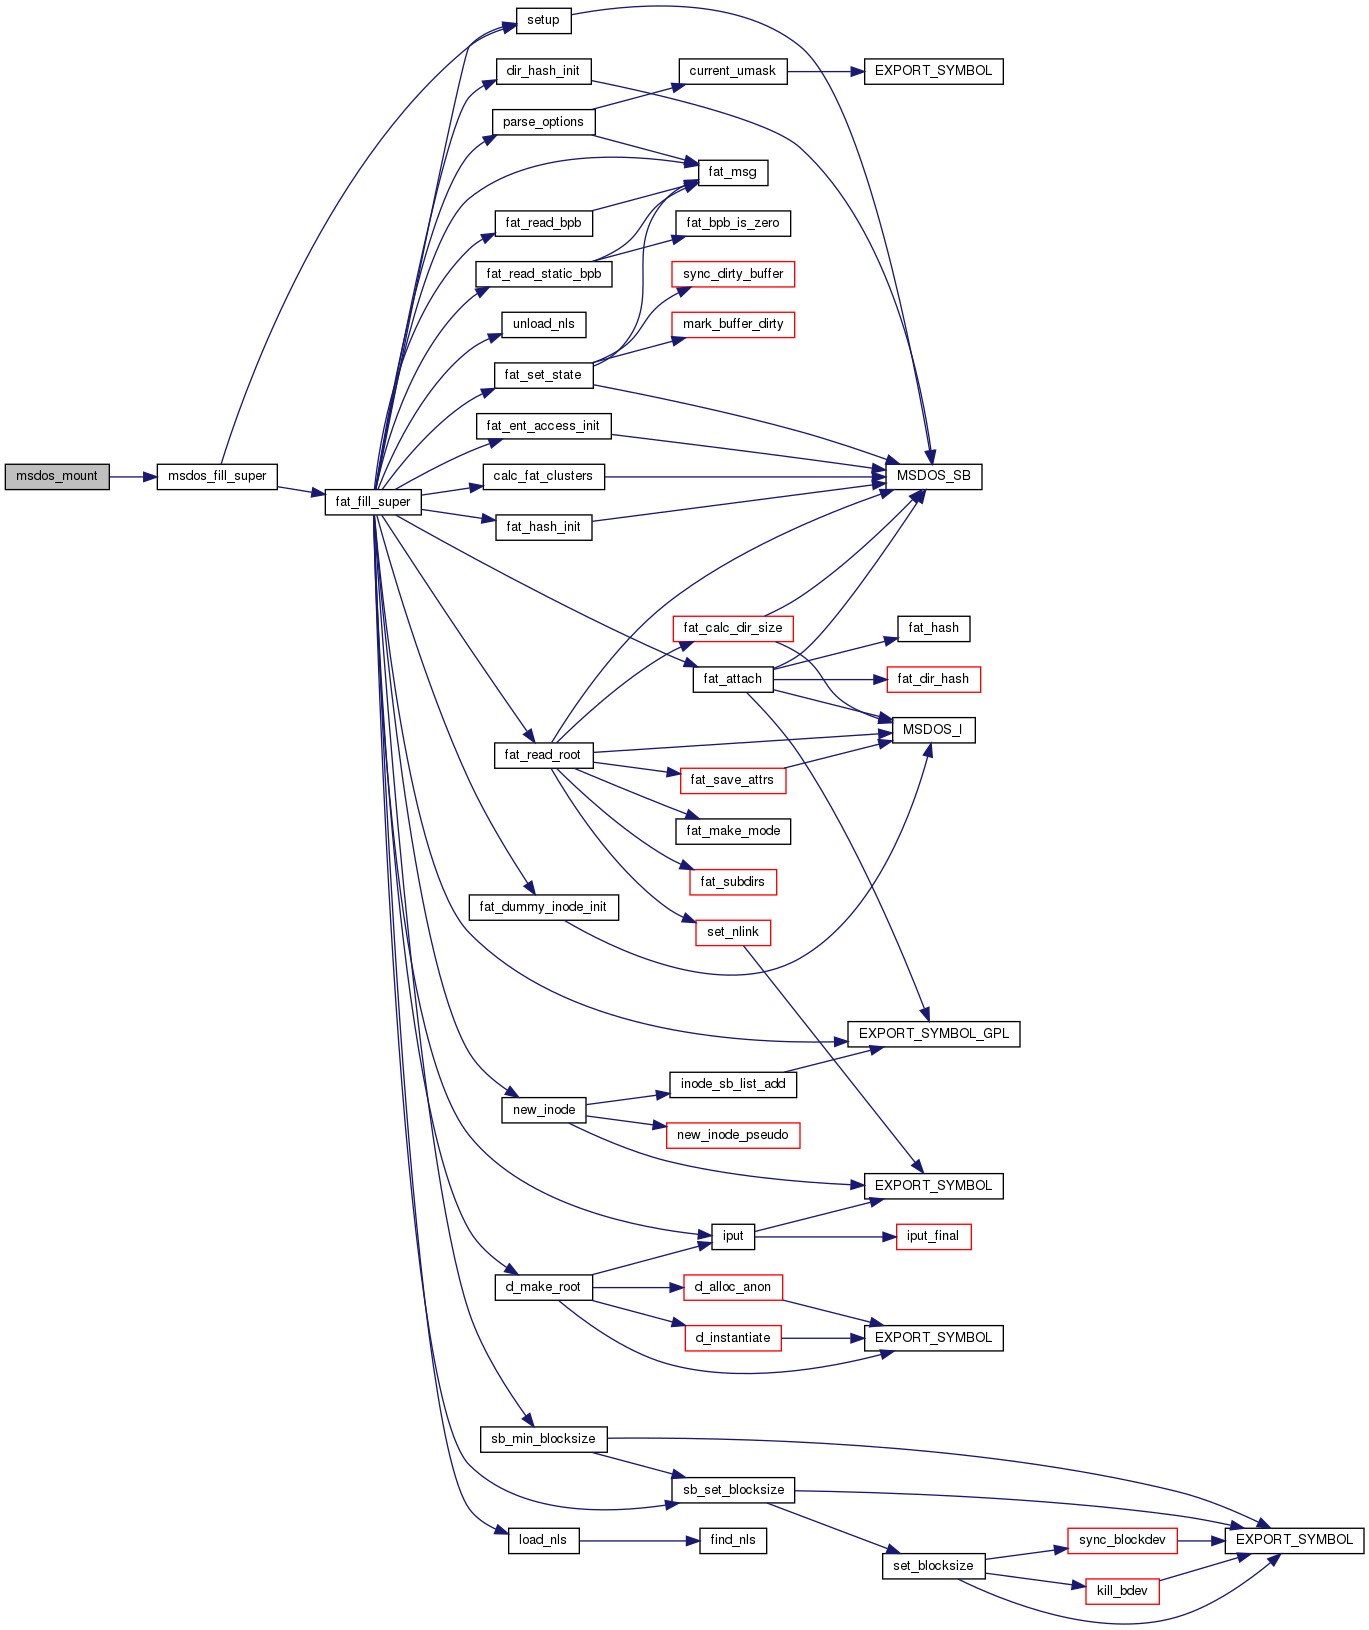 setup
dir_hash_init
current_umask
EXPORT_SYMBOL
parse_options
fat_msg
fat_read_bpb
fat_bpb_is_zero
fat_read_static_bpb
sync_dirty_buffer
unload_nls
mark_buffer_dirty
fat_set_state
fat_ent_access_init
msdos_mount
msdos_fill_super
calc_fat_clusters
MSDOS_SB
fat_fill_super
fat_hash_init
fat_calc_dir_size
fat_hash
fat_attach
fat_dir_hash
MSDOS_I
fat_read_root
fat_save_attrs
fat_make_mode
fat_subdirs
fat_dummy_inode_init
set_nlink
EXPORT_SYMBOL_GPL
inode_sb_list_add
new_inode
new_inode_pseudo
EXPORT_SYMBOL
iput
iput_final
d_make_root
d_alloc_anon
d_instantiate
EXPORT_SYMBOL
sb_min_blocksize
sb_set_blocksize
load_nls
find_nls
sync_blockdev
EXPORT_SYMBOL
set_blocksize
kill_bdev